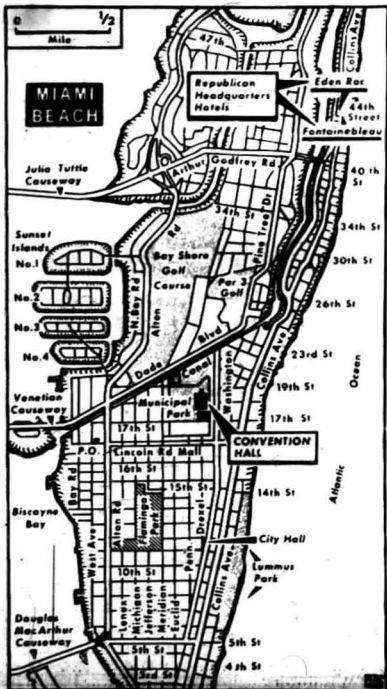 0 1/2
Mile
MIAMI
BEACH
47th
Collins Ave
Republican
Headquarters
Hotels
Eden Roc
44th
Street
Fontainebleau
Julia Tuttle
Causeway
Arthur Godfrey Rd
40th
34th St
Pine Tree Dr
34th St
Sunset
Islands
No.1
Bay Shore
Golf
Course
30th St
No.2
N.Bay Rd
Alton
Rd
Par 3
Golf
26th St
No.3
No.4
Dade Blvd
Canal
Washington
Collins Ave
23rd St
Ocean
19th St
Venetian
Causeway
Municipal
Park
17th St
17th St
P.O.
Lincoln Rd Mall
CONVENTION
HALL
16th St
15th St
14th St
Atlantic
Biscayne
Bay
Bay Rd
West Ave
Alton Rd
Flamingo
Park
Drexel
Penn.
City Hall
10th St
Lummus
Park
Collins Ave
Lenox
Michigan
Jefferson
Meridian
Euclid
Douglas
MacArthur
Causeway
5th St
5th St
4th St
3rd St